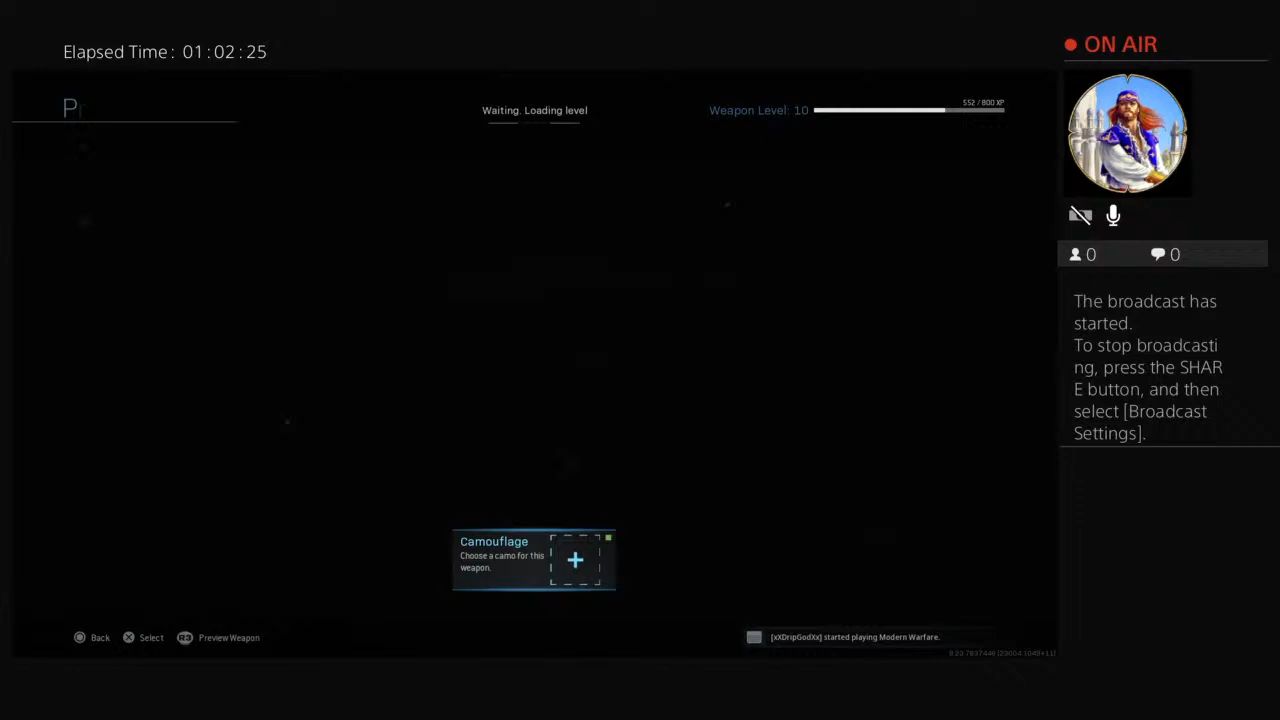 Elapsed Time: 01:02:25
ON AIR
Waiting. Loading level
Weapon Level: 10
552 / 800 XP
0
0
The broadcast has
started.
To stop broadcasti
ng, press the SHAR
E button, and then
select [Broadcast
Settings].
Camouflage
Choose a camo for this
weapon.
Back
Select
R3
Preview Weapon
[xXDripGodXx] started playing Modern Warfare.